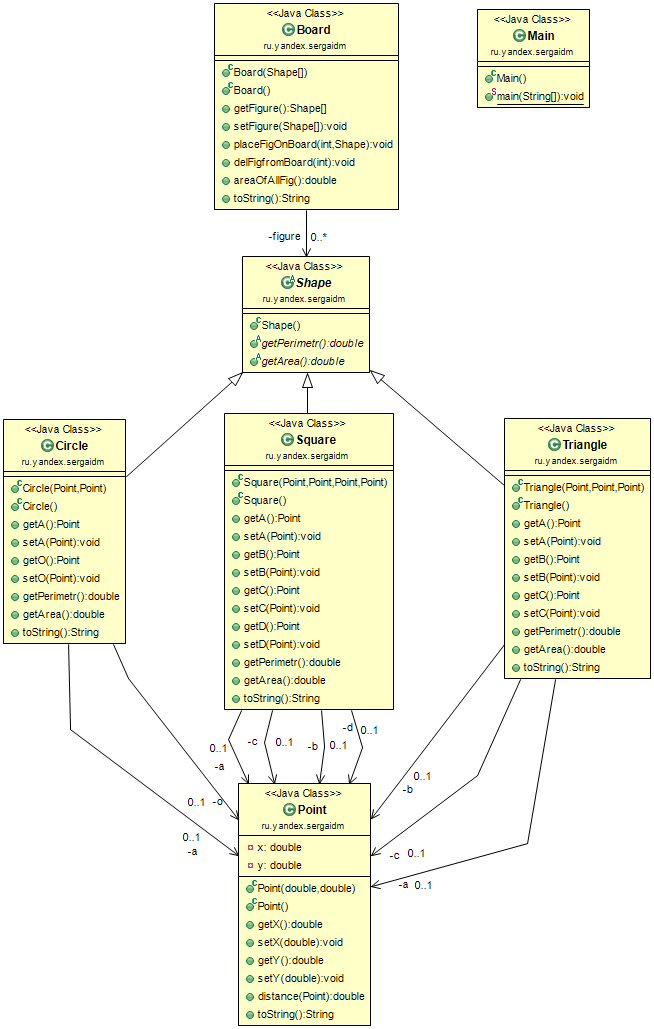 <<Java Class>>
Board
ru.yandex.sergaidm
Board(Shape[])
Board()
getFigure():Shape[]
setFigure(Shape[]):void
placeFigOnBoard(int,Shape):void
delFigfromBoard(int):void
areaOfAllFig():double
toString():String
<<Java Class>>
Main
ru.yandex.sergaidm
Main()
main(String[]):void
-figure 0..*
<<Java Class>>
Shape
ru.yandex.sergaidm
Shape()
getPerimetr():double
getArea():double
<<Java Class>>
Circle
ru.yandex.sergaidm
Circle(Point,Point)
Circle()
getA():Point
setA(Point):void
getO():Point
setO(Point):void
getPerimetr():double
getArea():double
toString():String
<<Java Class>>
Square
ru.yandex.sergaidm
Square(Point,Point,Point,Point)
Square()
getA():Point
setA(Point):void
getB():Point
setB(Point):void
getC():Point
setC(Point):void
getD():Point
setD(Point):void
getPerimetr():double
getArea():double
toString():String
<<Java Class>>
Triangle
ru.yandex.sergaidm
Triangle(Point,Point,Point)
Triangle()
getA():Point
setA(Point):void
getB():Point
setB(Point):void
getC():Point
setC(Point):void
getPerimetr():double
getArea():double
toString():String
0..1
-a
-c 0..1
-b 0..1
-d 0..1
0..1 -o
0..1
-a
0..1
-b
-c 0..1
-a 0..1
<<Java Class>>
Point
ru.yandex.sergaidm
x: double
y: double
Point(double,double)
Point()
getX():double
setX(double):void
getY():double
setY(double):void
distance(Point):double
toString():String